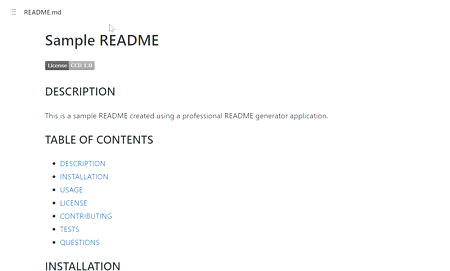 README.md
Sample README
License CC0 1.0
DESCRIPTION
This is a sample README created using a professional README generator application.
TABLE OF CONTENTS
DESCRIPTION
INSTALLATION
USAGE
LICENSE
CONTRIBUTING
TESTS
QUESTIONS
INSTALLATION